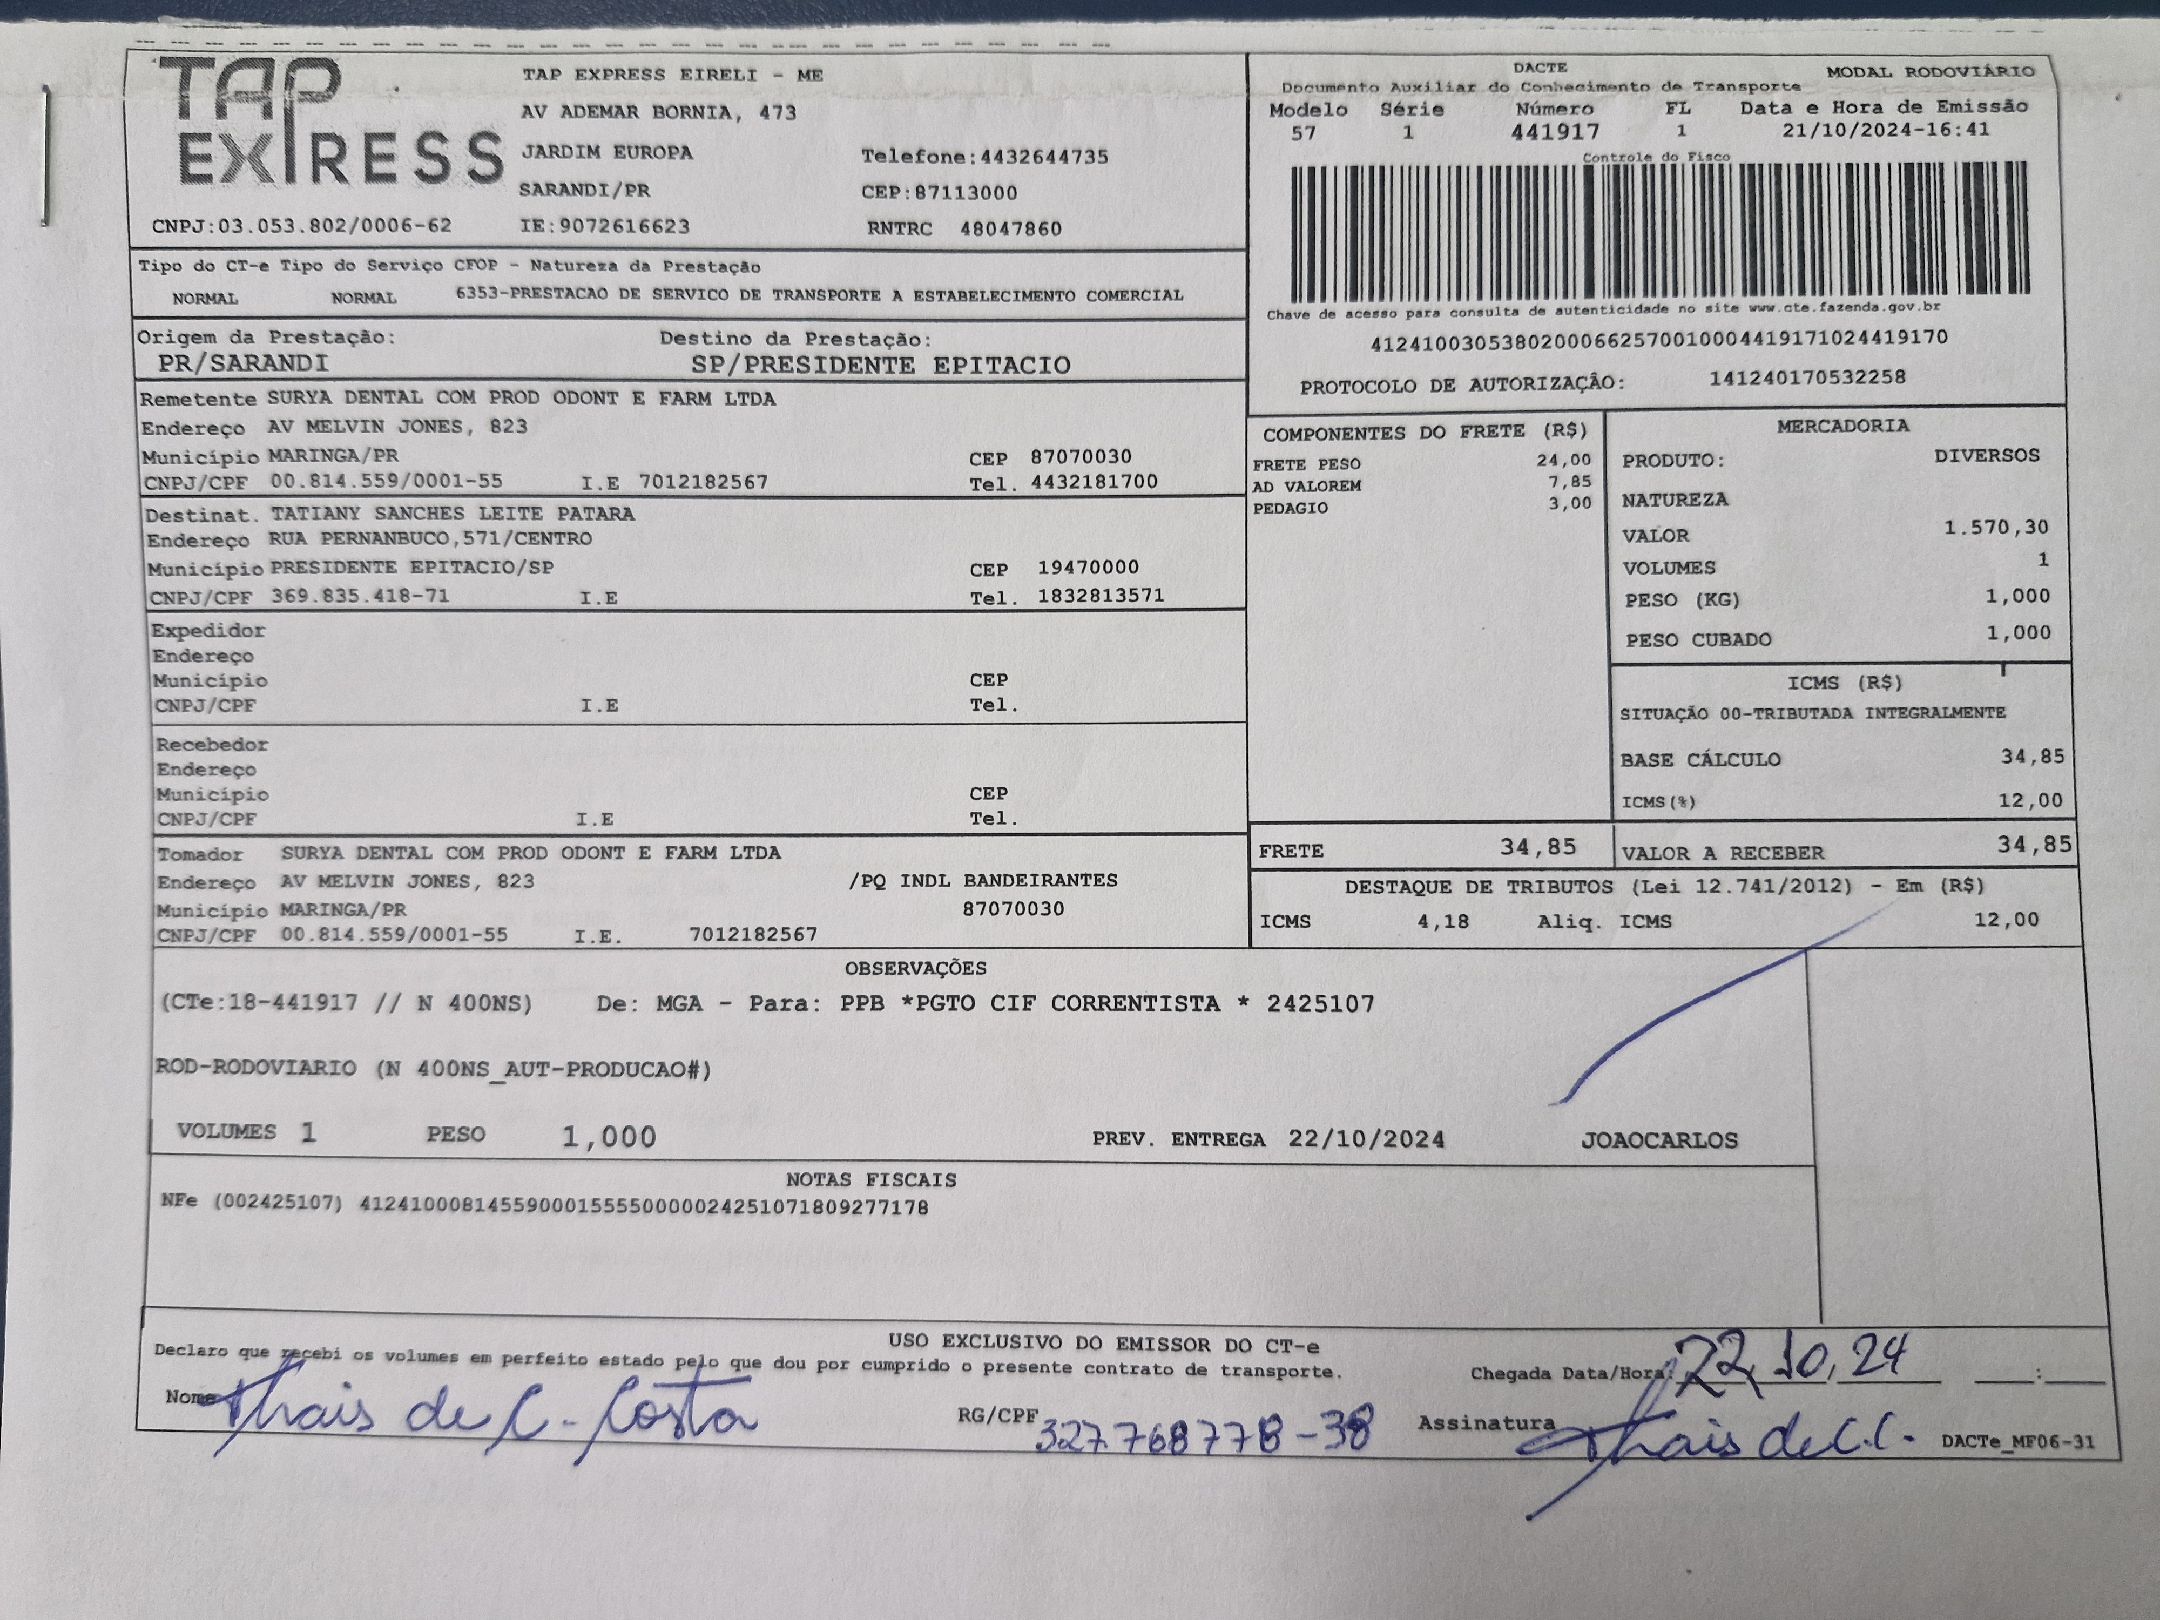 TAP EXPRESS
TAP EXPRESS EIRELI - ME
AV ADEMAR BORNIA, 473
JARDIM EUROPA Telefone:4432644735
SARANDI/PR CEP:87113000
CNPJ:03.053.802/0006-62 IE:9072616623 RNTRC 48047860
DACTE MODAL RODOVIÁRIO
Documento Auxiliar do Conhecimento de Transporte
Modelo Série Número FL Data e Hora de Emissão
57 1 441917 1 21/10/2024-16:41
Controle do Fisco
Chave de acesso para consulta de autenticidade no site www.cte.fazenda.gov.br
41241003053802000662570010004419171024419170
PROTOCOLO DE AUTORIZAÇÂO: 141240170532258
Tipo do CT-e Tipo do Serviço CFOP - Natureza da Prestação
NORMAL NORMAL 6353-PRESTACAO DE SERVICO DE TRANSPORTE A ESTABELECIMENTO COMERCIAL
Origem da Prestação: Destino da Prestação:
PR/SARANDI SP/PRESIDENTE EPITACIO
Remetente SURYA DENTAL COM PROD ODONT E FARM LTDA
Endereço AV MELVIN JONES, 823
Município MARINGA/PR CEP 87070030
CNPJ/CPF 00.814.559/0001-55 I.E 7012182567 Tel. 4432181700
Destinat. TATIANY SANCHES LEITE PATARA
Endereço RUA PERNANBUCO,571/CENTRO
Município PRESIDENTE EPITACIO/SP CEP 19470000
CNPJ/CPF 369.835.418-71 I.E Tel. 1832813571
Expedidor
Endereço
Município CEP
CNPJ/CPF I.E Tel.
Recebedor
Endereço
Município CEP
CNPJ/CPF I.E Tel.
Tomador SURYA DENTAL COM PROD ODONT E FARM LTDA
Endereço AV MELVIN JONES, 823 /PQ INDL BANDEIRANTES
Município MARINGA/PR 87070030
CNPJ/CPF 00.814.559/0001-55 I.E. 7012182567
COMPONENTES DO FRETE (R$)
FRETE PESO 24,00
AD VALOREM 7,85
PEDAGIO 3,00
MERCADORIA
PRODUTO: DIVERSOS
NATUREZA
VALOR 1.570,30
VOLUMES 1
PESO (KG) 1,000
PESO CUBADO 1,000
ICMS (R$)
SITUAÇÃO 00-TRIBUTADA INTEGRALMENTE
BASE CÁLCULO 34,85
ICMS(%) 12,00
FRETE 34,85 VALOR A RECEBER 34,85
DESTAQUE DE TRIBUTOS (Lei 12.741/2012) - Em (R$)
ICMS 4,18 Aliq. ICMS 12,00
OBSERVAÇÕES
(CTe:18-441917 // N 400NS) De: MGA - Para: PPB *PGTO CIF CORRENTISTA * 2425107
ROD-RODOVIARIO (N 400NS_AUT-PRODUCAO#)
VOLUMES 1 PESO 1,000 PREV. ENTREGA 22/10/2024 JOAOCARLOS
NOTAS FISCAIS
NFe (002425107) 41241000814559000155550000024251071809277178
USO EXCLUSIVO DO EMISSOR DO CT-e
Declaro que recebi os volumes em perfeito estado pelo que dou por cumprido o presente contrato de transporte.
Chegada Data/Hora: 22, 10, 24 :
Nome Thais de C. Costa RG/CPF 327.768778-38 Assinatura Thais de C.C. DACTe_MF06-31